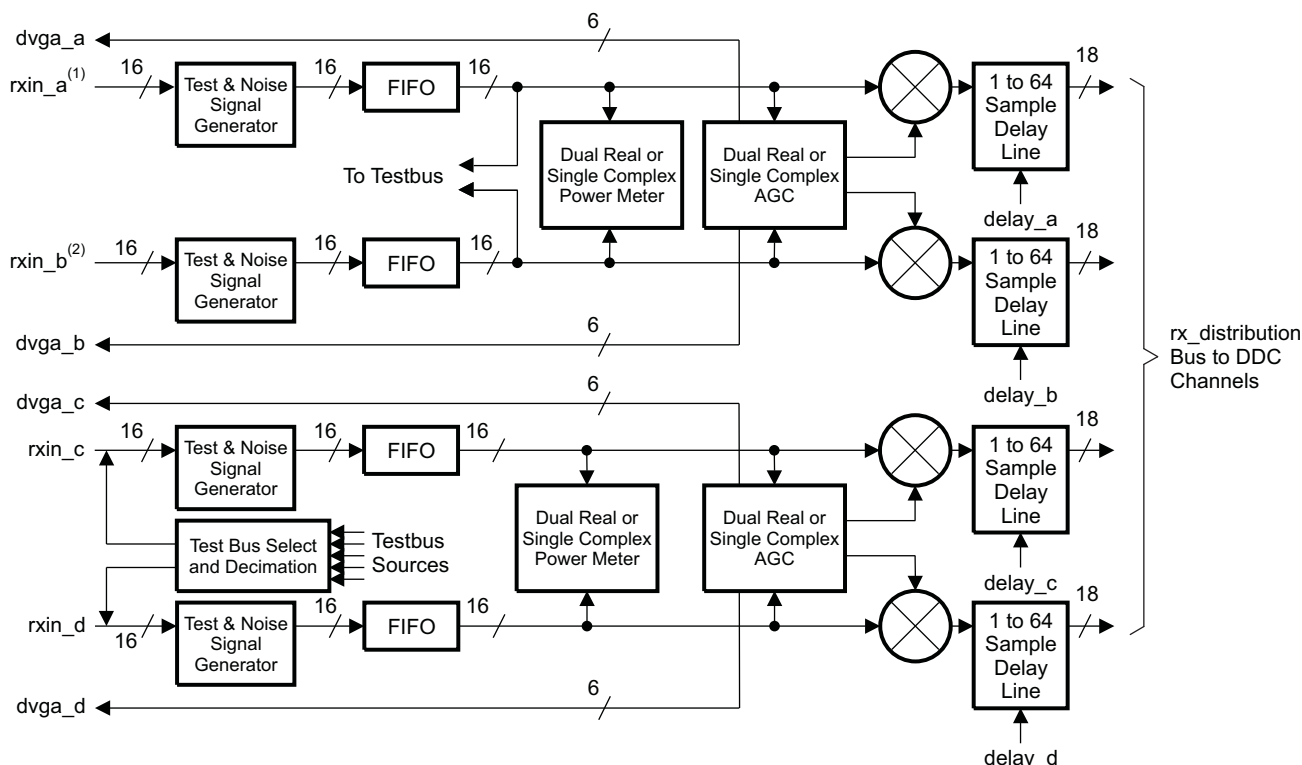 6
dvga_a
16
16
16
18
rxin_a(1)
Test & Noise
Signal
Generator
FIFO
1 to 64
Sample
Delay
Line
Dual Real or
Single Complex
Power Meter
Dual Real or
Single Complex
AGC
To Testbus
delay_a
16
16
16
18
rxin_b(2)
Test & Noise
Signal
Generator
FIFO
1 to 64
Sample
Delay
Line
6
dvga_b
delay_b
rx_distribution
Bus to DDC
Channels
6
dvga_c
16
16
16
18
rxin_c
Test & Noise
Signal
Generator
FIFO
1 to 64
Sample
Delay
Line
Dual Real or
Single Complex
Power Meter
Dual Real or
Single Complex
AGC
Test Bus Select
and Decimation
Testbus
Sources
delay_c
16
16
16
18
rxin_d
Test & Noise
Signal
Generator
FIFO
1 to 64
Sample
Delay
Line
6
dvga_d
delay_d